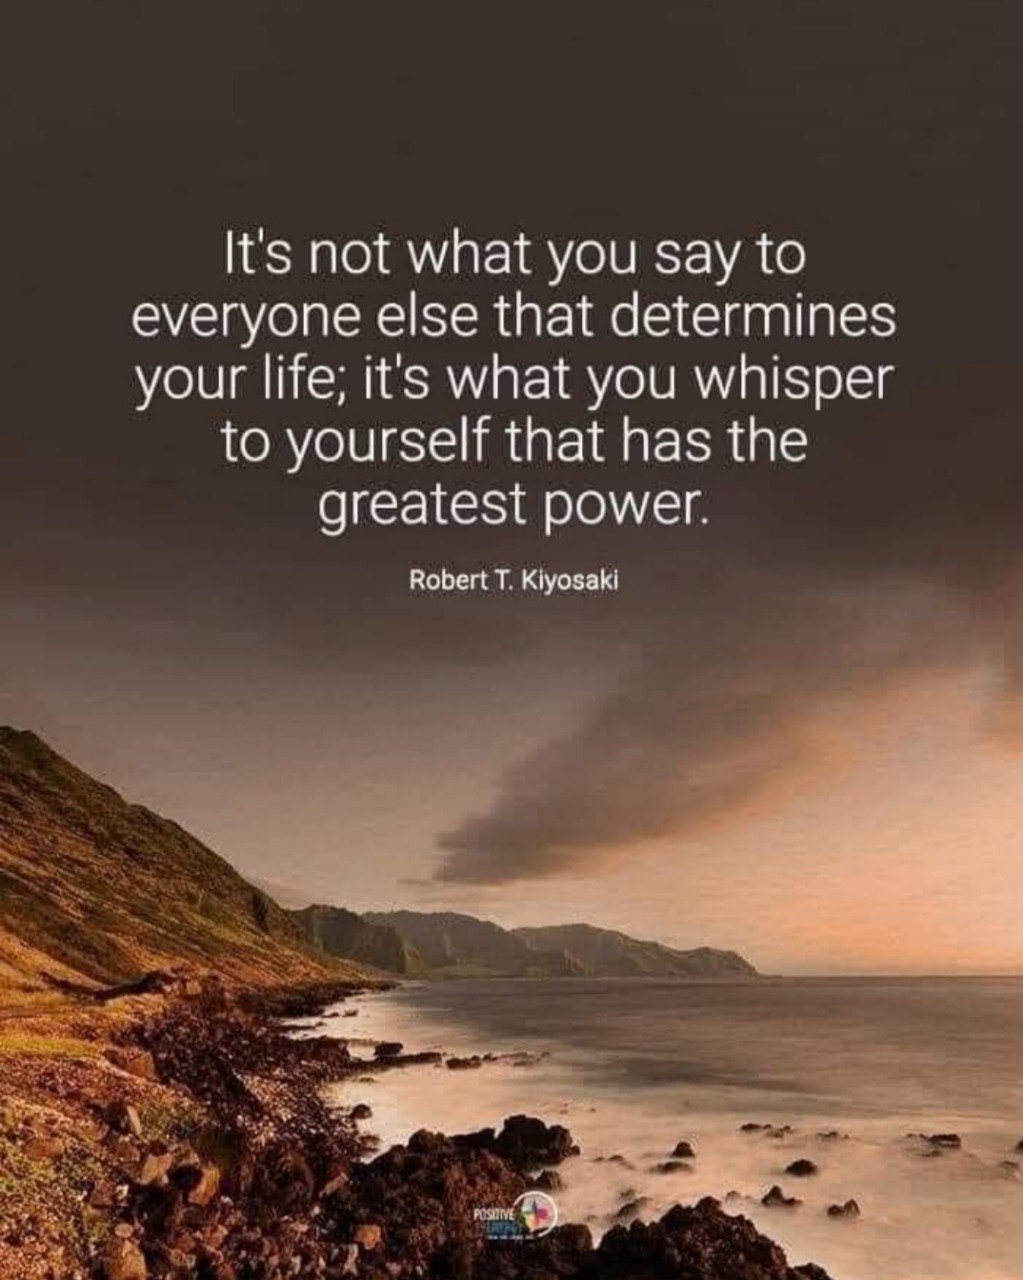 It's not what you say to
everyone else that determines
your life; it's what you whisper
to yourself that has the
greatest power.
Robert T. Kiyosaki
POSITIVE